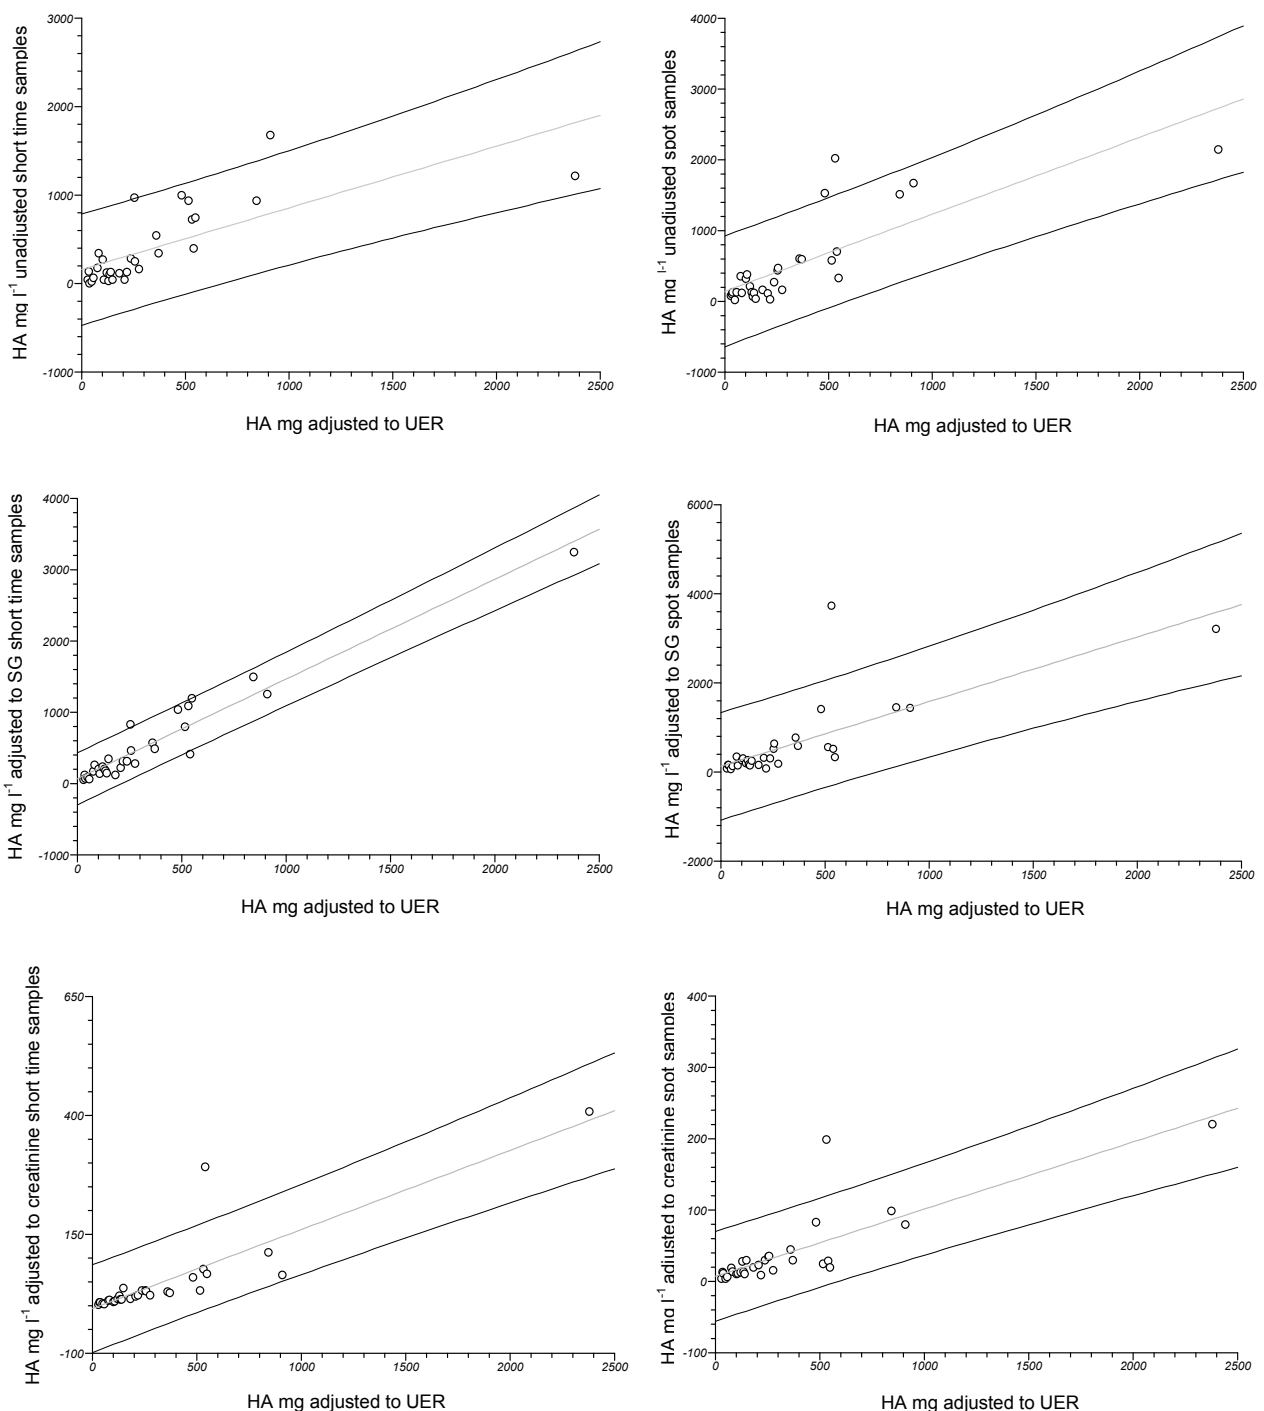 HA mg l-1 unadjusted short time samples
3000
2000
1000
0
-1000
0 500 1000 1500 2000 2500
HA mg adjusted to UER
HA mg l-1 unadjusted spot samples
4000
3000
2000
1000
0
-1000
0 500 1000 1500 2000 2500
HA mg adjusted to UER
HA mg l-1 adjusted to SG short time samples
4000
3000
2000
1000
0
-1000
0 500 1000 1500 2000 2500
HA mg adjusted to UER
HA mg l-1 adjusted to SG spot samples
6000
4000
2000
0
-2000
0 500 1000 1500 2000 2500
HA mg adjusted to UER
HA mg l-1 adjusted to creatinine short time samples
650
400
150
-100
0 500 1000 1500 2000 2500
HA mg adjusted to UER
HA mg l-1 adjusted to creatinine spot samples
400
300
200
100
0
-100
0 500 1000 1500 2000 2500
HA mg adjusted to UER